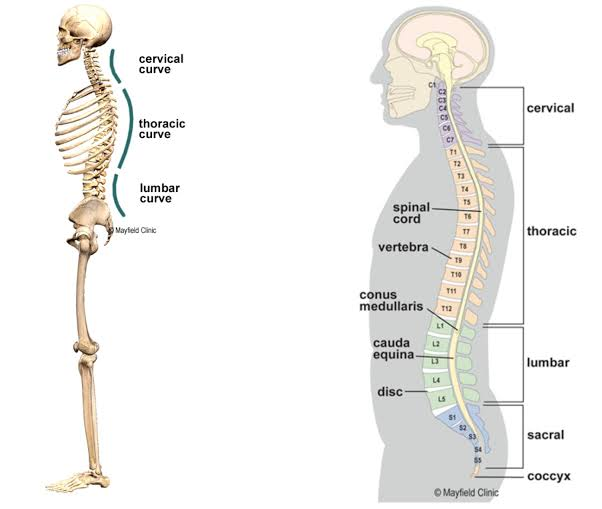 cervical
curve
thoracic
curve
lumbar
curve
© Mayfield Clinic
C1
C2
C3
C4
C5
C6
C7
T1
T2
T3
T4
T5
T6
T7
T8
T9
T10
T11
T12
L1
L2
L3
L4
L5
S1
S2
S3
S4
S5
spinal
cord
vertebra
conus
medullaris
cauda
equina
disc
cervical
thoracic
lumbar
sacral
coccyx
© Mayfield Clinic